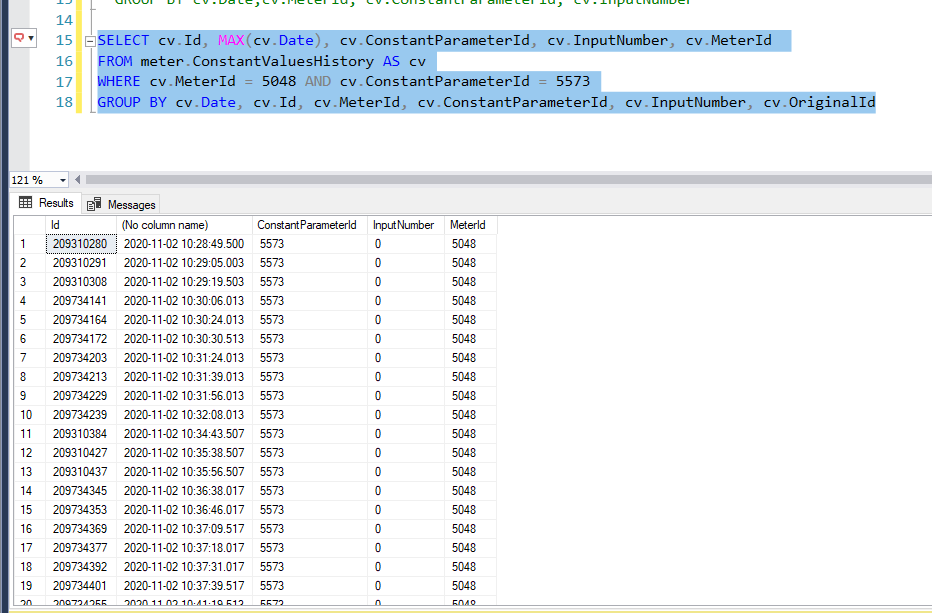 15 GROUP BY cv.Date,cv.MeterId, cv.ConstantParameterId, cv.InputNumber
14
15 SELECT cv.Id, MAX(cv.Date), cv.ConstantParameterId, cv.InputNumber, cv.MeterId
16 FROM meter.ConstantValuesHistory AS cv
17 WHERE cv.MeterId = 5048 AND cv.ConstantParameterId = 5573
18 GROUP BY cv.Date, cv.Id, cv.MeterId, cv.ConstantParameterId, cv.InputNumber, cv.OriginalId
121 %
Results Messages
Id (No column name) ConstantParameterId InputNumber MeterId
1 209310280 2020-11-02 10:28:49.500 5573 0 5048
2 209310291 2020-11-02 10:29:05.003 5573 0 5048
3 209310308 2020-11-02 10:29:19.503 5573 0 5048
4 209734141 2020-11-02 10:30:06.013 5573 0 5048
5 209734164 2020-11-02 10:30:24.013 5573 0 5048
6 209734172 2020-11-02 10:30:30.513 5573 0 5048
7 209734203 2020-11-02 10:31:24.013 5573 0 5048
8 209734213 2020-11-02 10:31:39.013 5573 0 5048
9 209734229 2020-11-02 10:31:56.013 5573 0 5048
10 209734239 2020-11-02 10:32:08.013 5573 0 5048
11 209310384 2020-11-02 10:34:43.507 5573 0 5048
12 209310427 2020-11-02 10:35:38.507 5573 0 5048
13 209310437 2020-11-02 10:35:56.507 5573 0 5048
14 209734345 2020-11-02 10:36:38.017 5573 0 5048
15 209734353 2020-11-02 10:36:46.017 5573 0 5048
16 209734369 2020-11-02 10:37:09.517 5573 0 5048
17 209734377 2020-11-02 10:37:18.017 5573 0 5048
18 209734392 2020-11-02 10:37:31.017 5573 0 5048
19 209734401 2020-11-02 10:37:39.517 5573 0 5048
20 209734255 2020-11-02 10:41:19.513 5573 0 5048